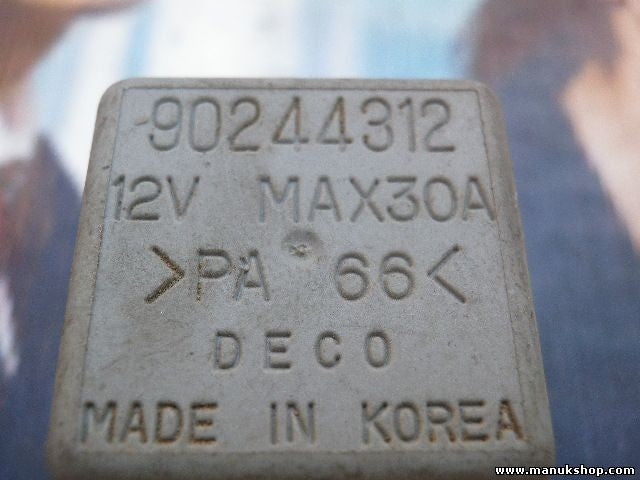 90244312
12V MAX30A
>PA 66<
DECO
MADE IN KOREA
www.manukshop.com